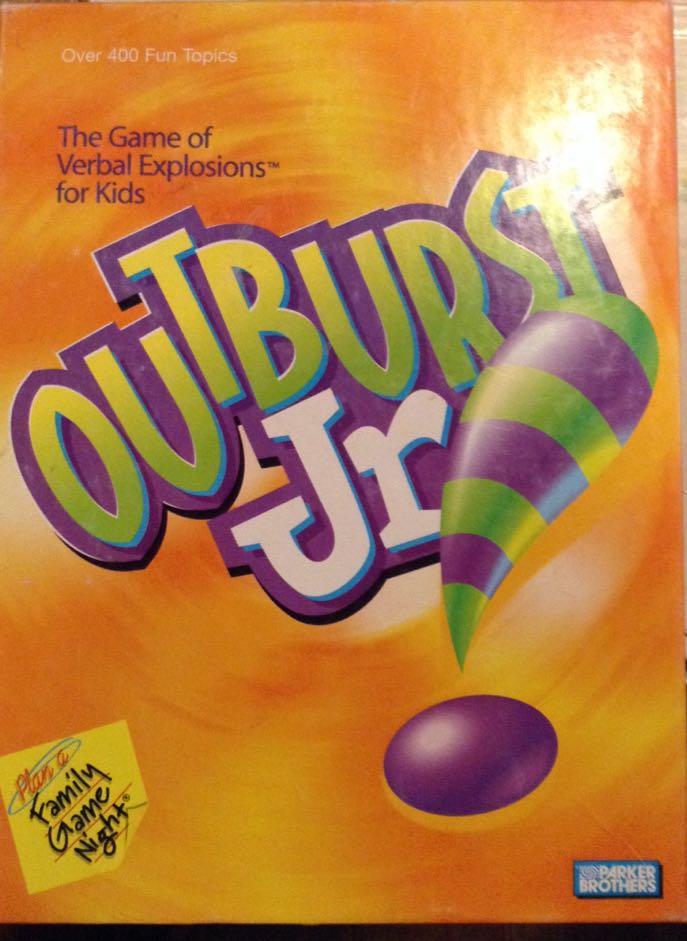 Over 400 Fun Topics
The Game of
Verbal Explosions™
for Kids
OUTBURST
Jr
Plan a
Family
Game
Night®
PARKER
BROTHERS